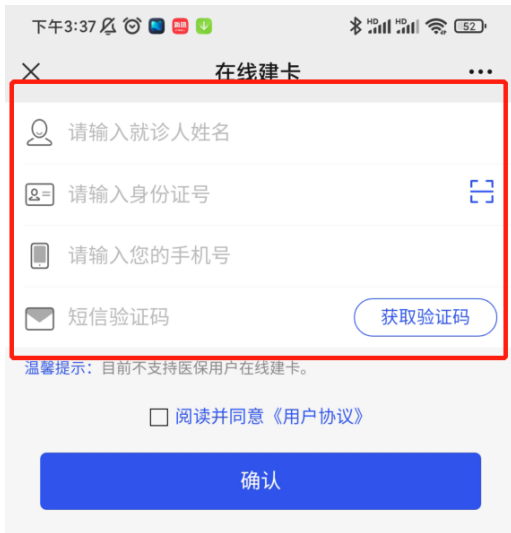 下午3:37 HD HD 52
在线建卡
请输入就诊人姓名
请输入身份证号
请输入您的手机号
短信验证码 获取验证码
温馨提示：目前不支持医保用户在线建卡。
阅读并同意《用户协议》
确认